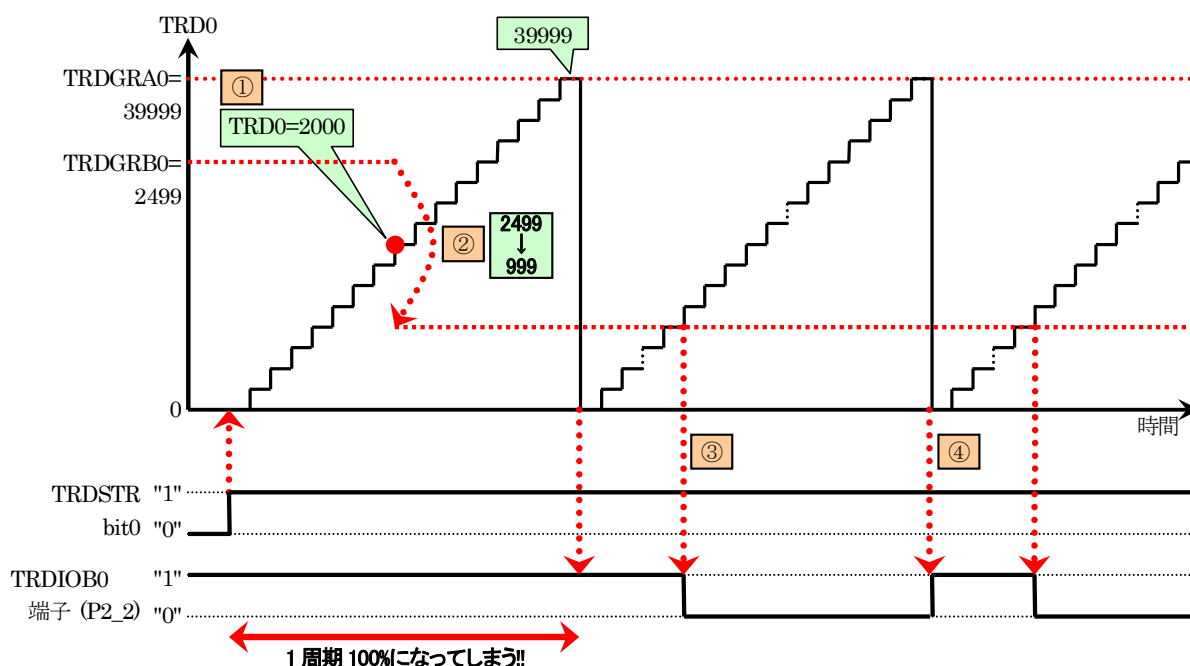 TRD0
39999
TRDGRA0=
39999
①
TRD0=2000
TRDGRB0=
2499
②
2499
↓
999
0
時間
③
④
TRDSTR "1"
bit0 "0"
TRDIOB0 "1"
端子 (P2_2) "0"
1 周期 100%になってしまう!!